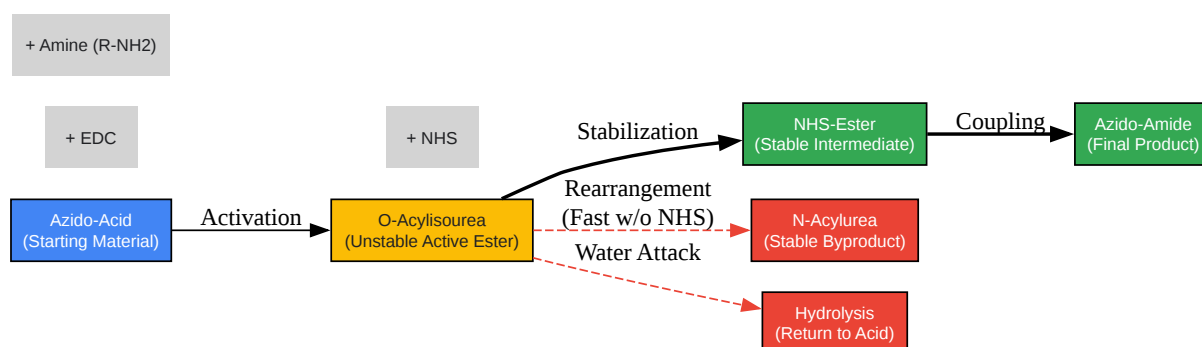 + Amine (R-NH2)
+ EDC
+ NHS
Azido-Acid
(Starting Material)
Activation
O-Acylisourea
(Unstable Active Ester)
Stabilization
NHS-Ester
(Stable Intermediate)
Coupling
Azido-Amide
(Final Product)
Rearrangement
(Fast w/o NHS)
N-Acylurea
(Stable Byproduct)
Water Attack
Hydrolysis
(Return to Acid)